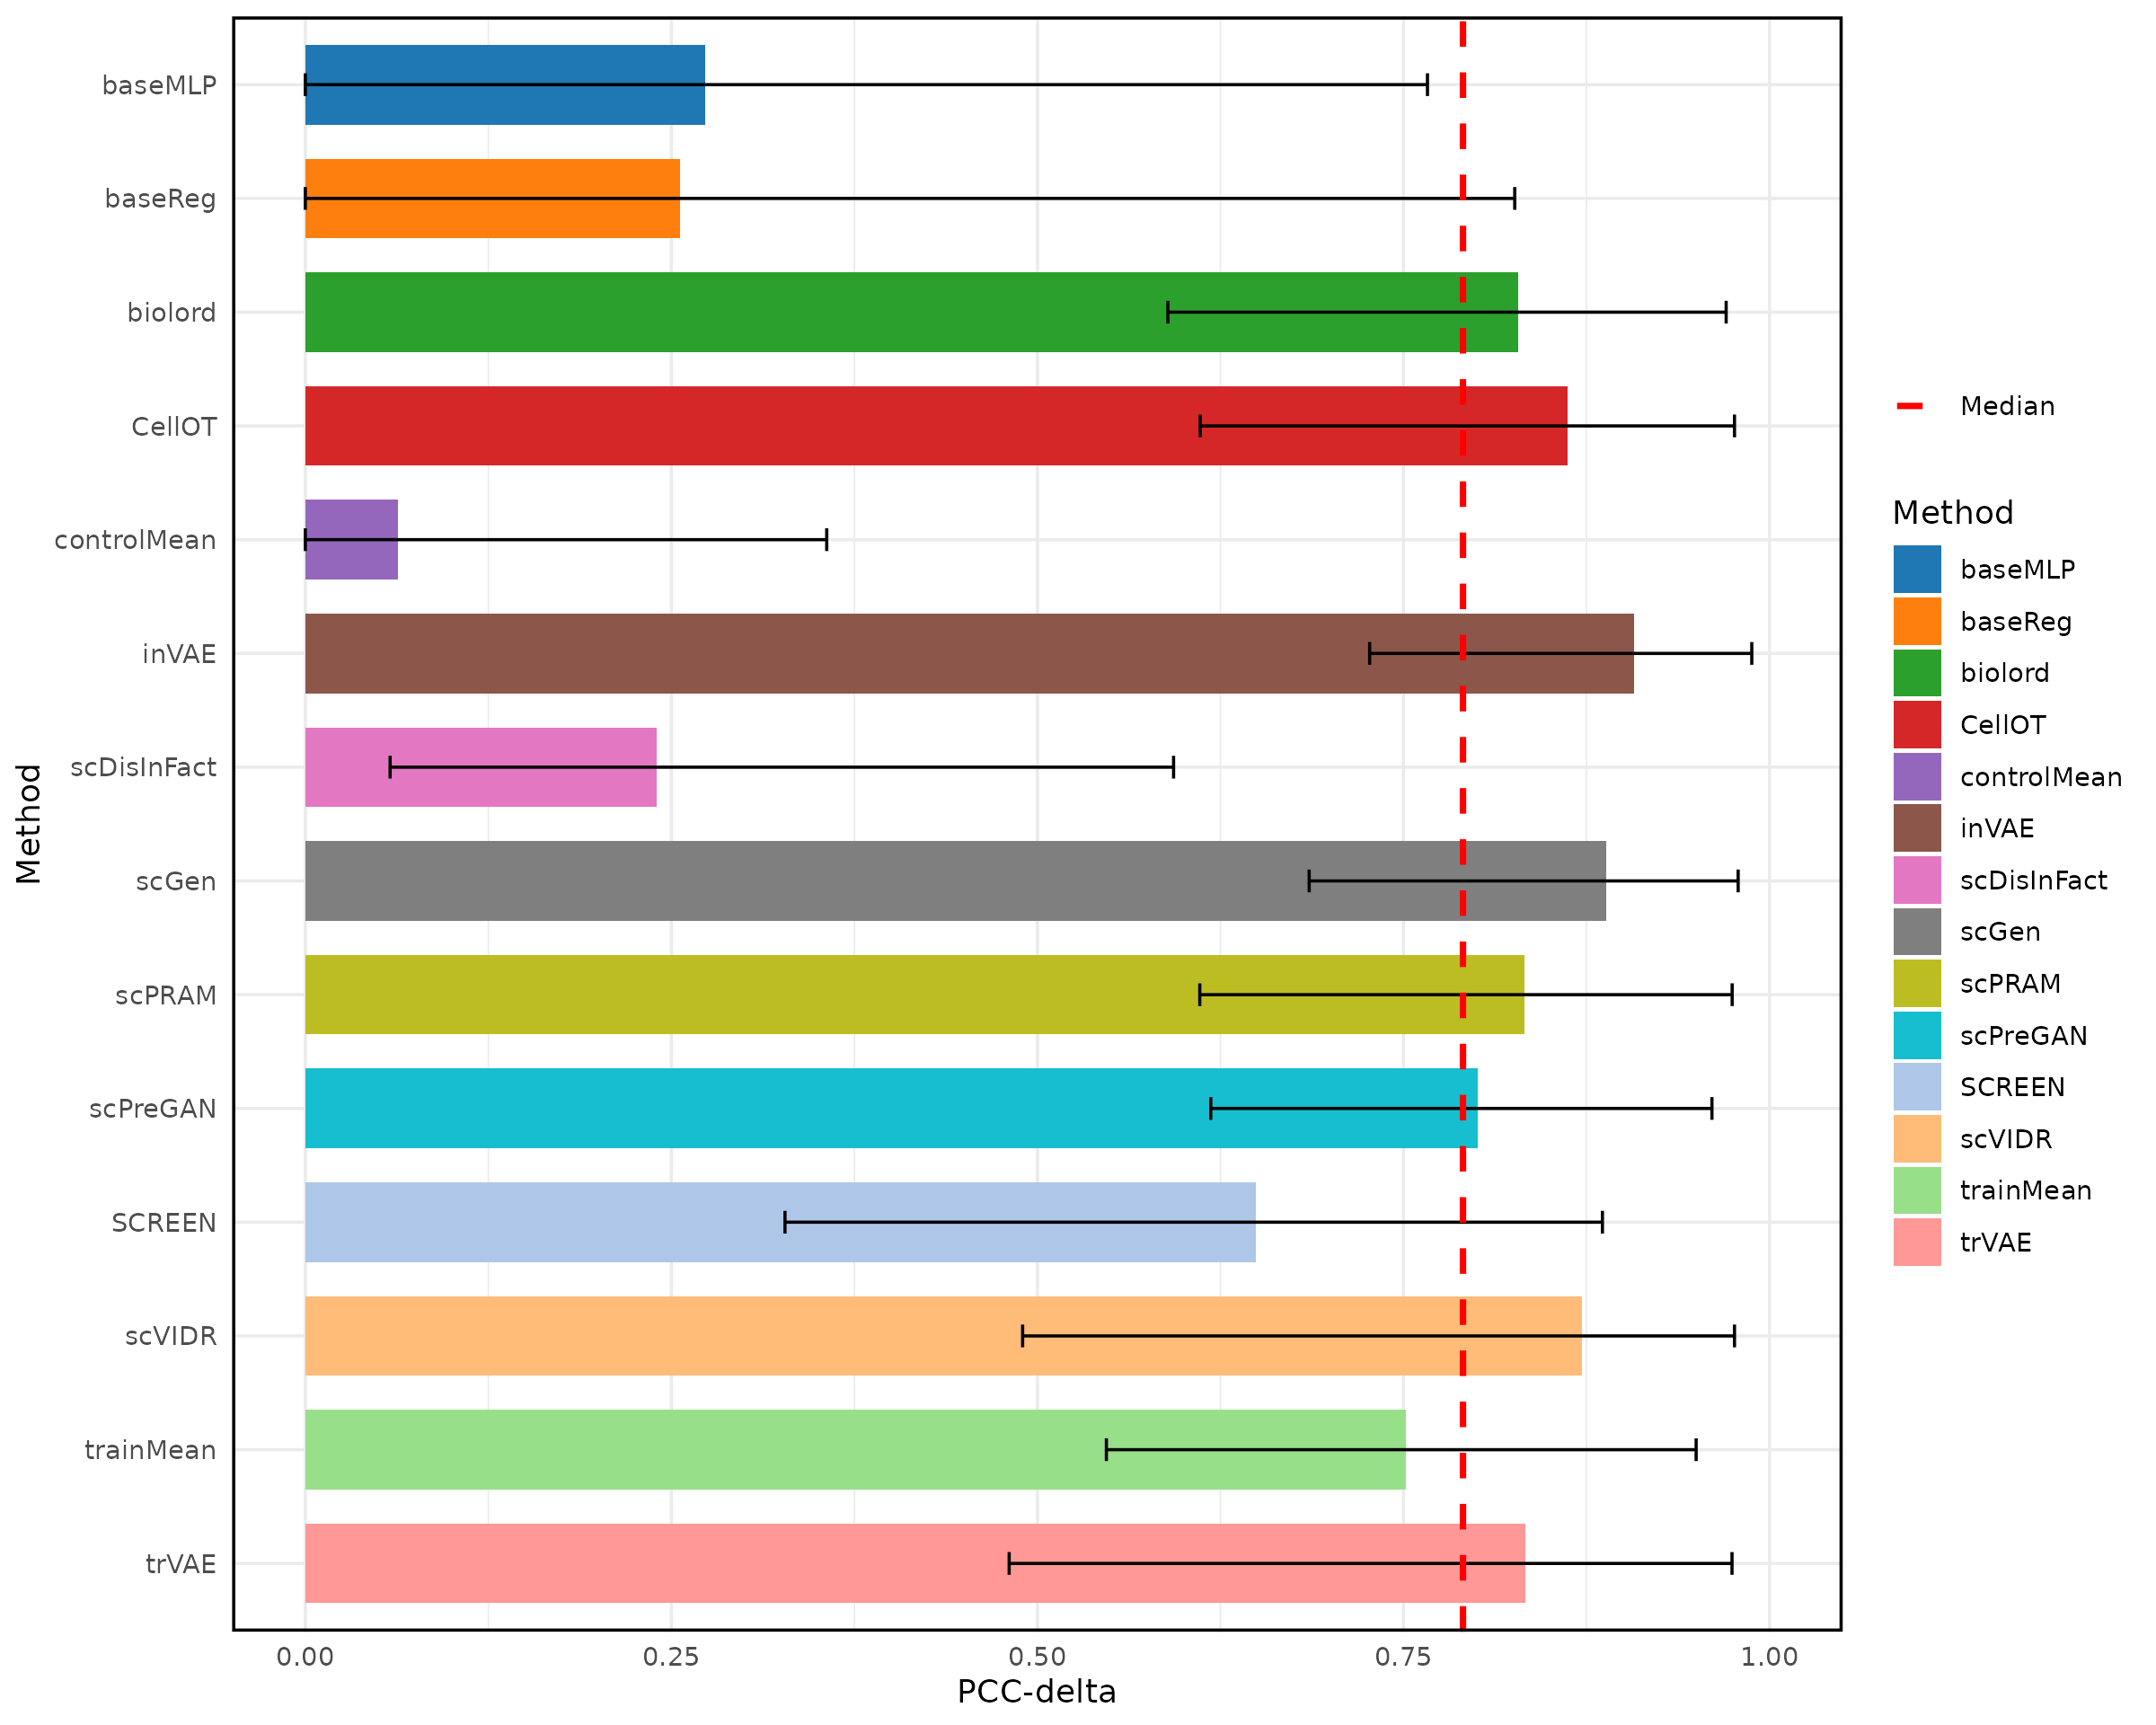 Method
baseMLP
baseReg
biolord
CellOT
controlMean
inVAE
scDisInFact
scGen
scPRAM
scPreGAN
SCREEN
scVIDR
trainMean
trVAE
0.00 0.25 0.50 0.75 1.00
PCC-delta
Median
Method
baseMLP
baseReg
biolord
CellOT
controlMean
inVAE
scDisInFact
scGen
scPRAM
scPreGAN
SCREEN
scVIDR
trainMean
trVAE